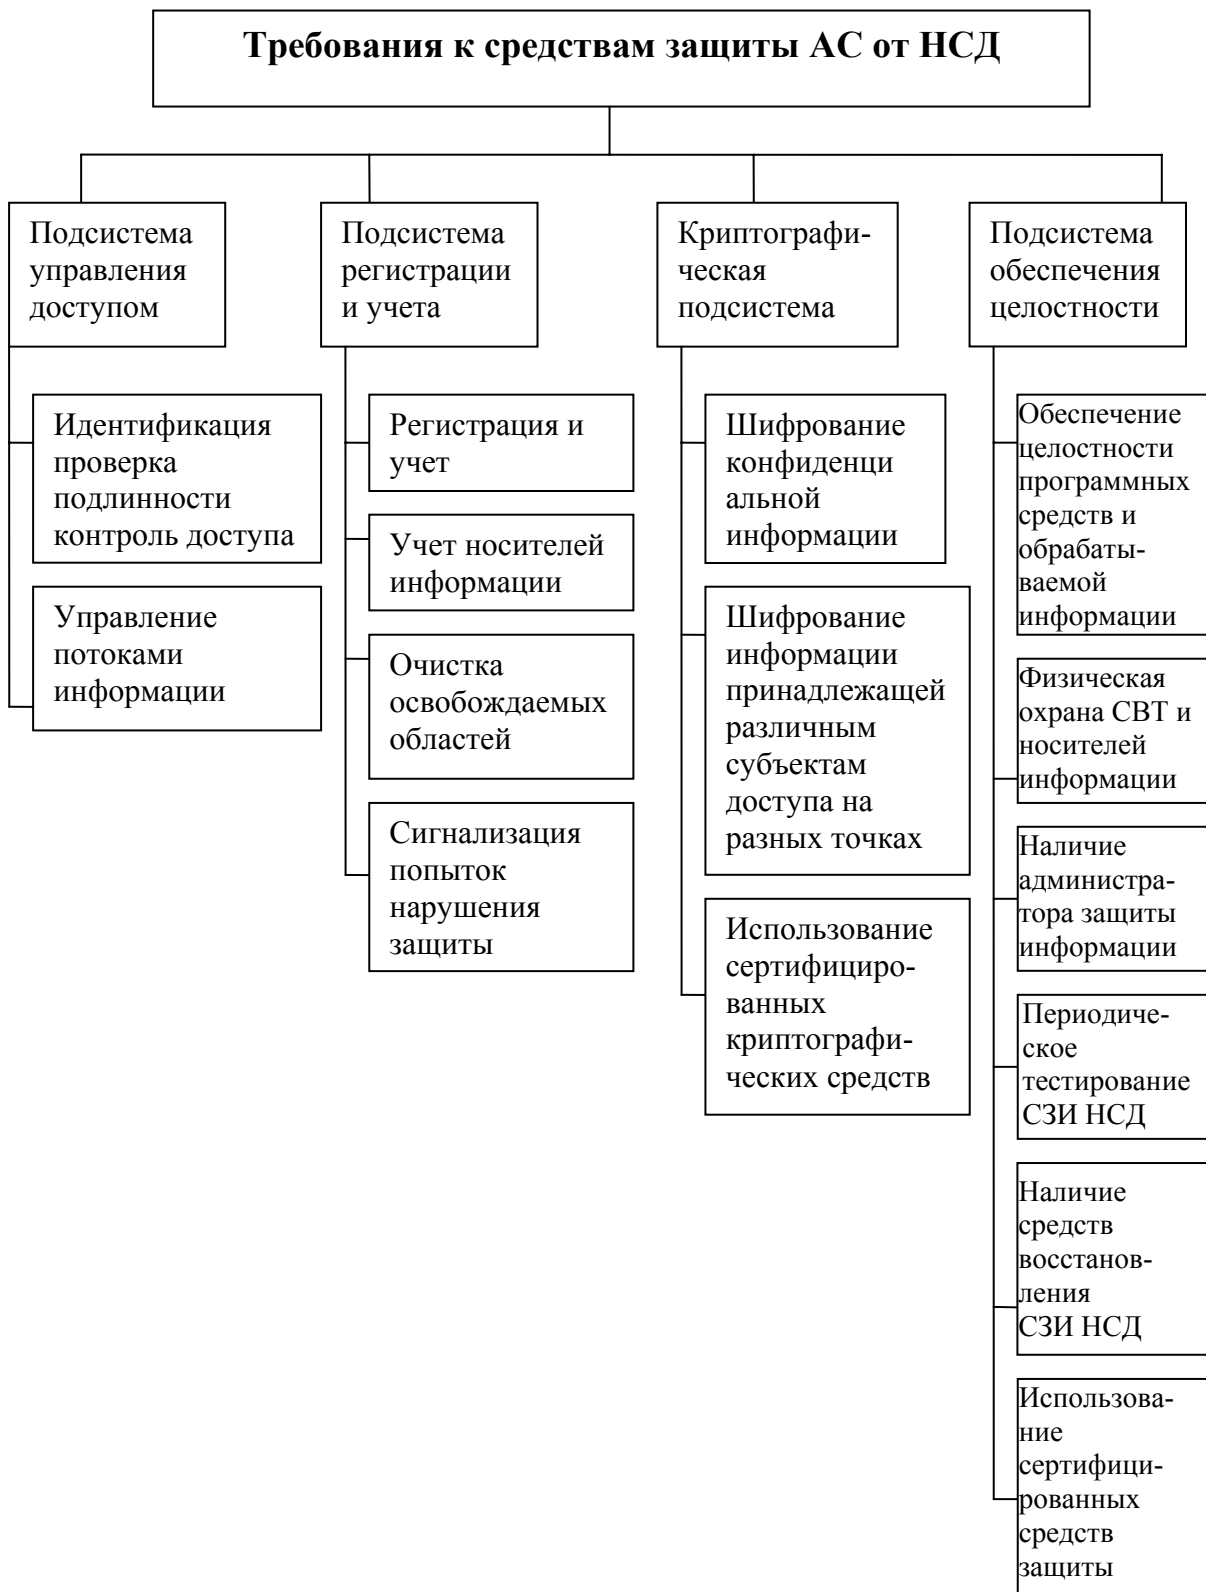 Требования к средствам защиты АС от НСД
Подсистема
управления
доступом
Идентификация
проверка
подлинности
контроль доступа
Управление
потоками
информации
Подсистема
регистрации
и учета
Регистрация и
учет
Учет носителей
информации
Очистка
освобождаемых
областей
Сигнализация
попыток
нарушения
защиты
Криптографи-
ческая
подсистема
Шифрование
конфиденци
альной
информации
Шифрование
информации
принадлежащей
различным
субъектам
доступа на
разных точках
Использование
сертифициро-
ванных
криптографи-
ческих средств
Подсистема
обеспечения
целостности
Обеспечение
целостности
программных
средств и
обрабаты-
ваемой
информации
Физическая
охрана СВТ и
носителей
информации
Наличие
администра-
тора защиты
информации
Периодиче-
ское
тестирование
СЗИ НСД
Наличие
средств
восстанов-
ления
СЗИ НСД
Использова-
ние
сертифици-
рованных
средств
защиты